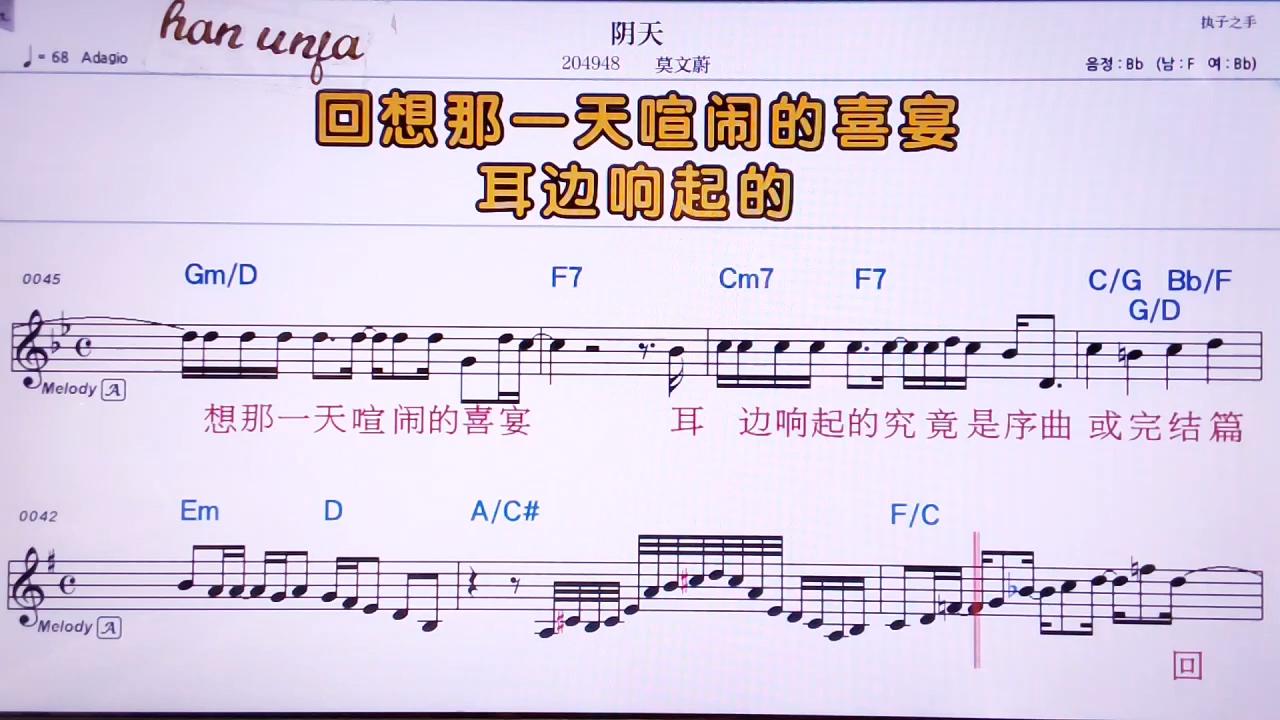 han unja
阴天
执子之手
♩= 68 Adagio
204948 莫文蔚
음정 : Bb (남 : F 여 : Bb)
回想那一天喧闹的喜宴
耳边响起的
0045 Gm/D F7 Cm7 F7 C/G Bb/F
G/D
Melody A
想那一天喧闹的喜宴 耳 边响起的究竟是序曲 或完结篇
0042 Em D A/C# F/C
Melody A
回